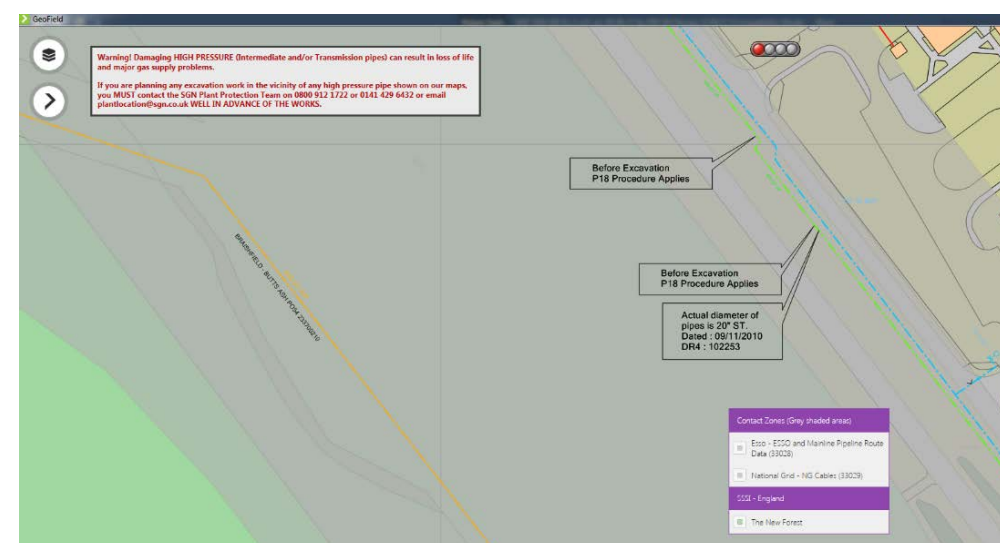 GeoField
Warning! Damaging HIGH PRESSURE (Intermediate and/or Transmission pipes) can result in loss of life
and major gas supply problems.
If you are planning any excavation work in the vicinity of any high pressure pipe shown on our maps,
you MUST contact the SGN Plant Protection Team on 0800 912 1722 or 0141 429 6432 or email
plantlocation@sgn.co.uk WELL IN ADVANCE OF THE WORKS.
Before Excavation
P18 Procedure Applies
BRAISHFIELD - BUTTS ASH
Before Excavation
P18 Procedure Applies
Actual diameter of
pipes is 20" ST.
Dated : 09/11/2010
DR4 : 102253
Contact Zones (Grey shaded areas)
Esso - ESSO and Mainline Pipeline Route
Data (33028)
National Grid - NG Cables (33029)
SSSI - England
The New Forest